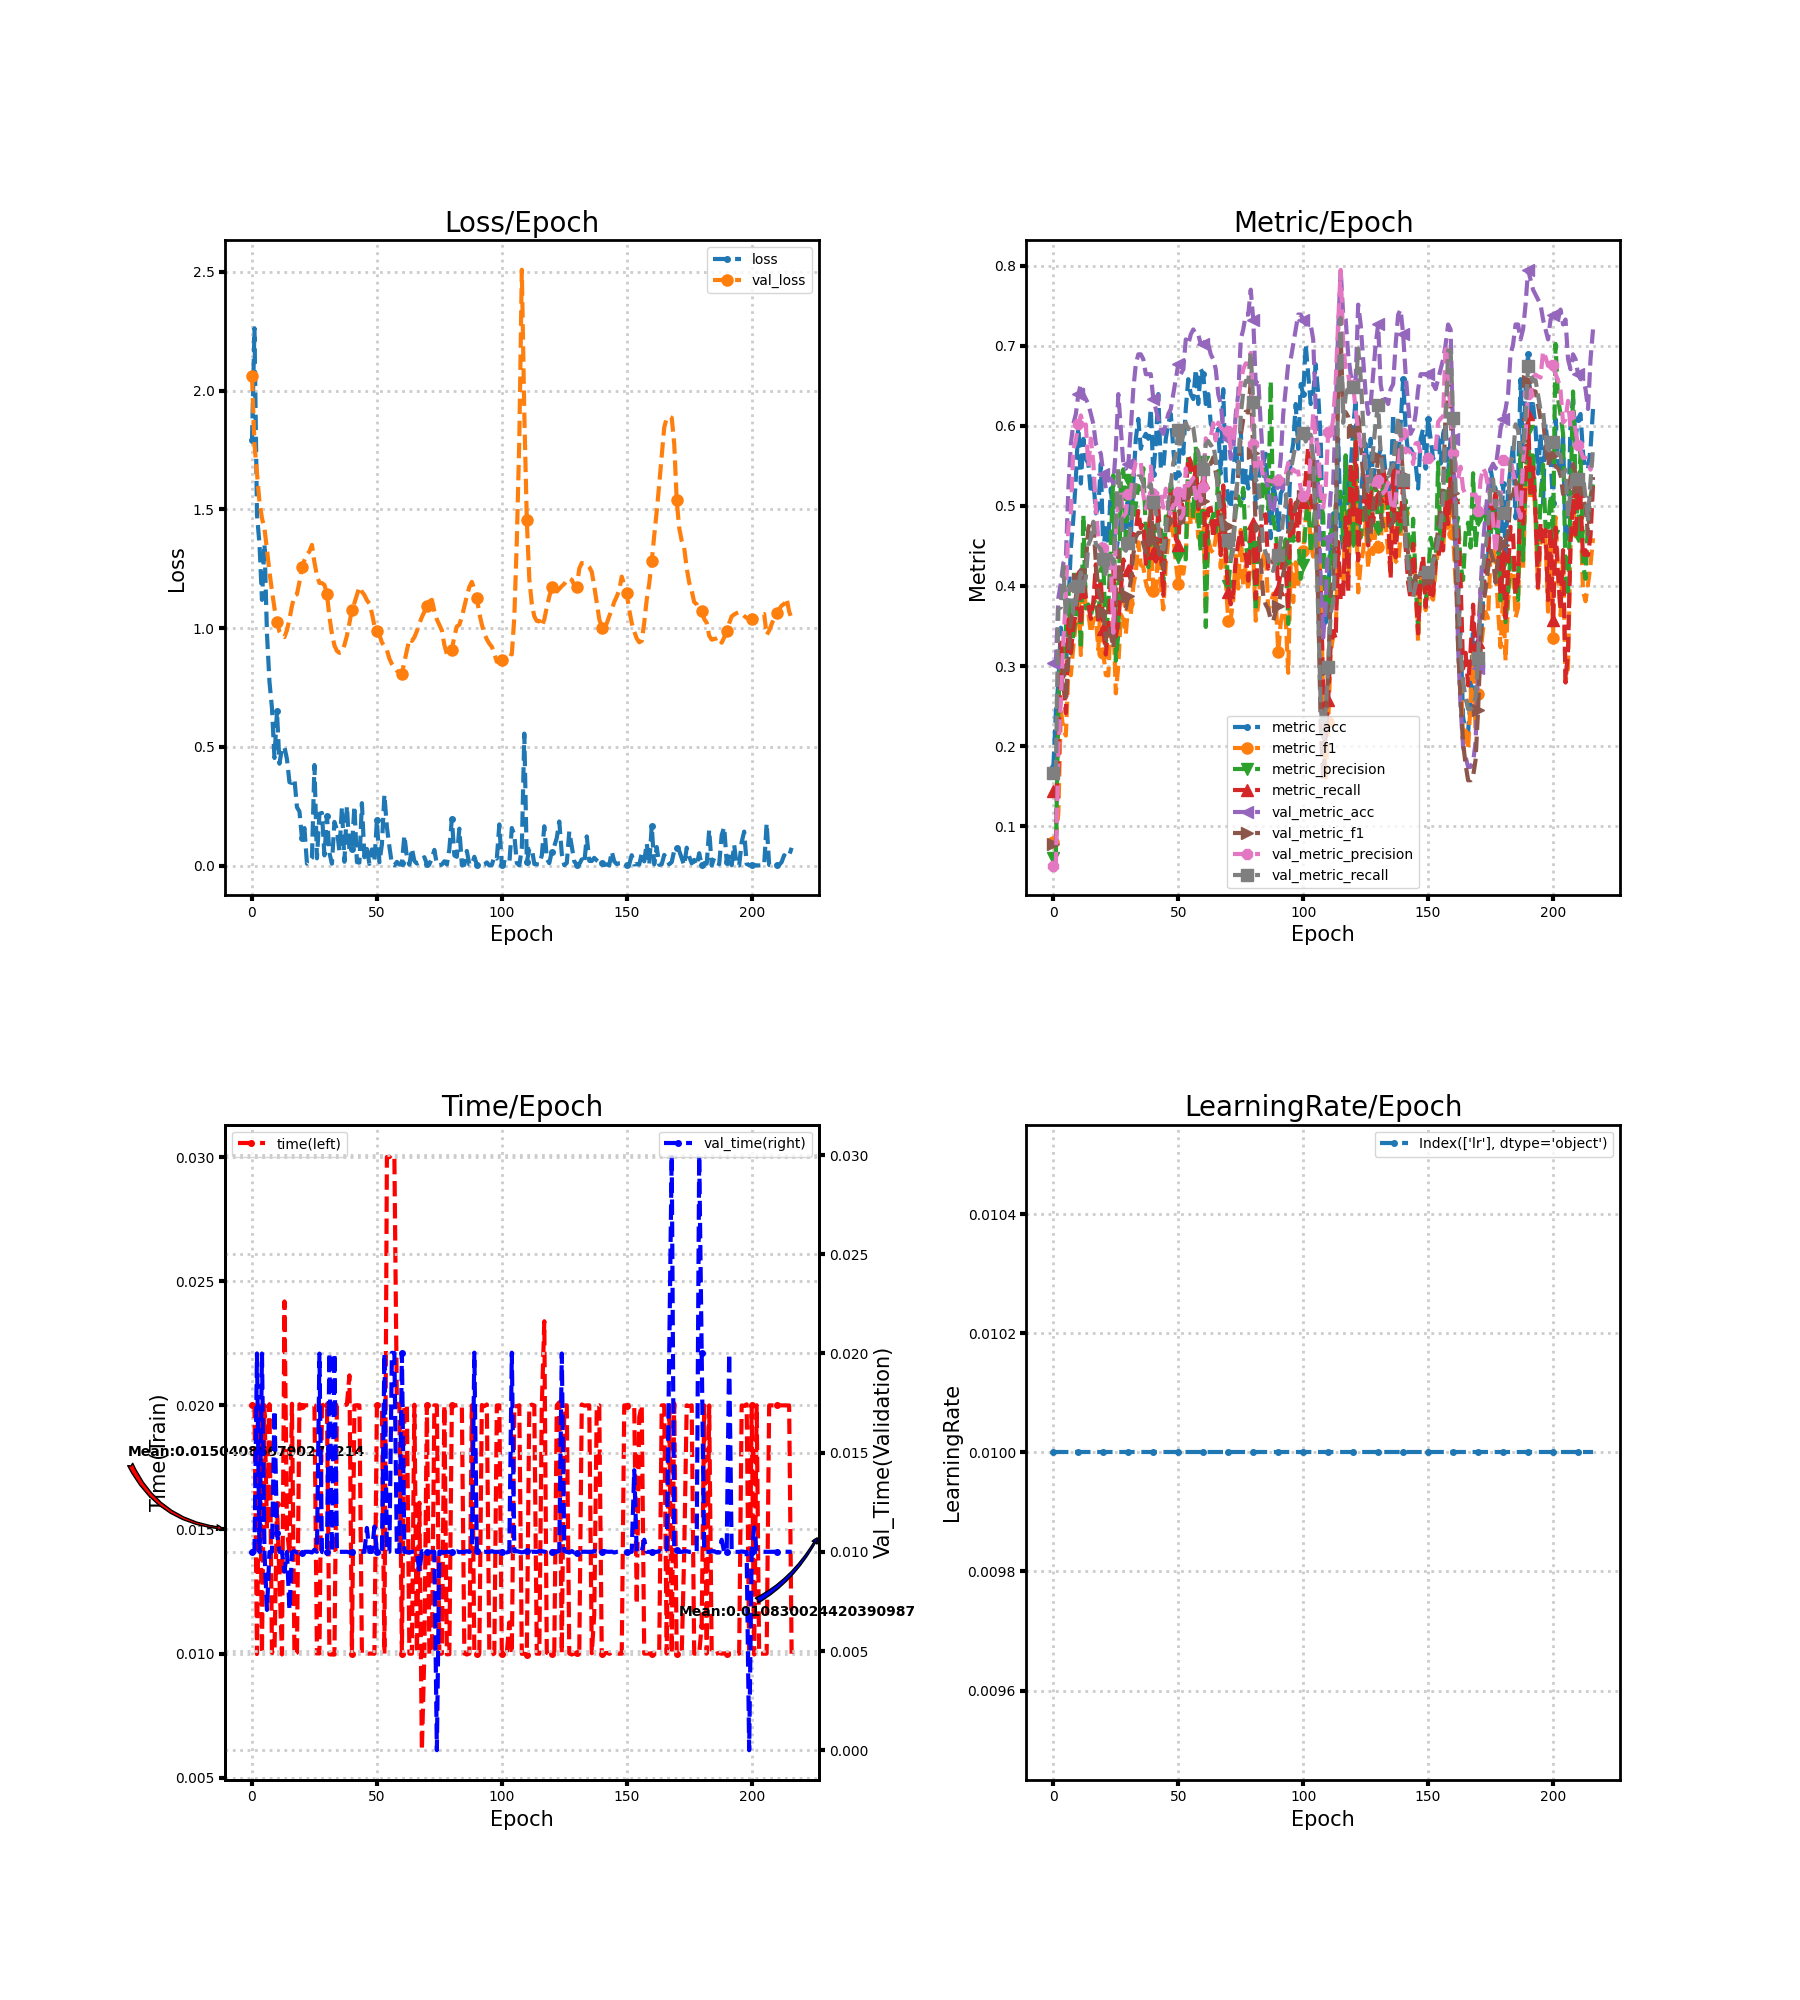 Loss/Epoch
2.5
2.0
1.5
1.0
0.5
0.0
Loss
loss
val_loss
0 50 100 150 200
Epoch
Metric/Epoch
0.8
0.7
0.6
0.5
0.4
0.3
0.2
0.1
Metric
metric_acc
metric_f1
metric_precision
metric_recall
val_metric_acc
val_metric_f1
val_metric_precision
val_metric_recall
0 50 100 150 200
Epoch
Time/Epoch
time(left)
val_time(right)
0.030
0.025
0.020
0.015
0.010
0.005
Time(Train)
0.030
0.025
0.020
0.015
0.010
0.005
0.000
Val_Time(Validation)
Mean:0.010830024420390987
0 50 100 150 200
Epoch
LearningRate/Epoch
Index(['lr'], dtype='object')
0.0104
0.0102
0.0100
0.0098
0.0096
LearningRate
0 50 100 150 200
Epoch